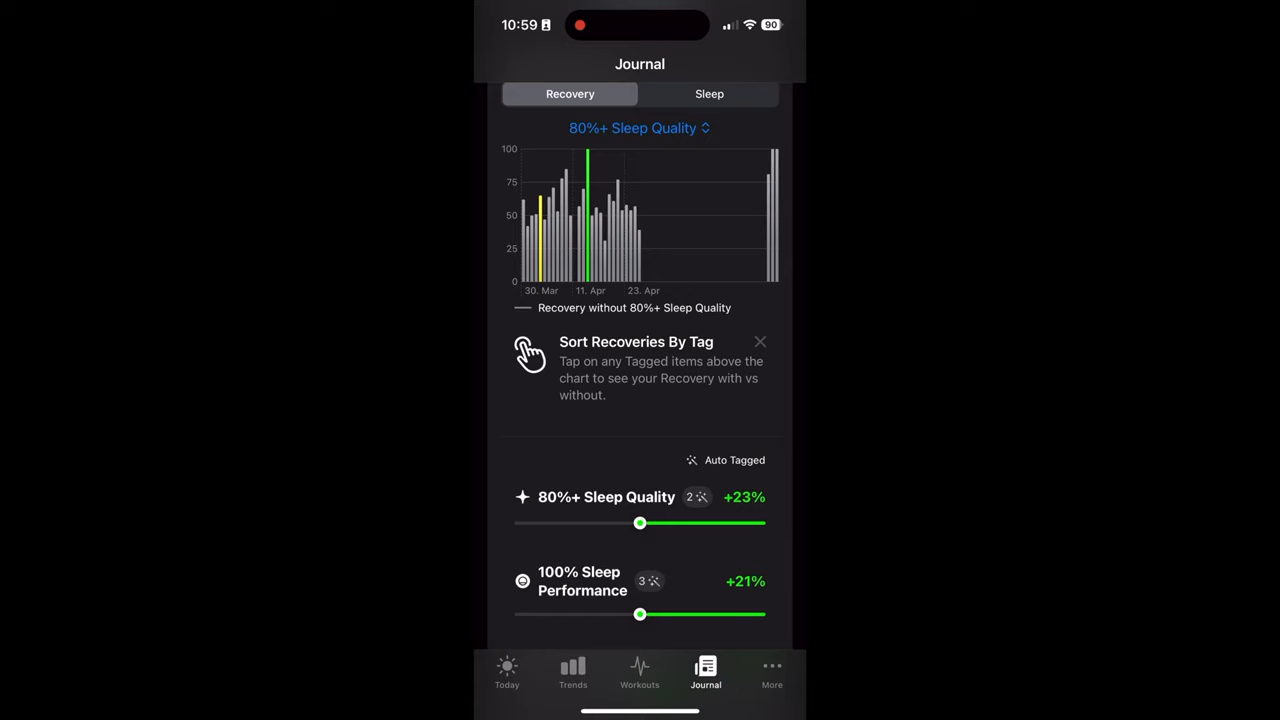 10:59
90
Journal
Recovery
Sleep
80%+ Sleep Quality
100
75
50
25
0
30. Mar
11. Apr
23. Apr
Recovery without 80%+ Sleep Quality
Sort Recoveries By Tag
Tap on any Tagged items above the
chart to see your Recovery with vs
without.
Auto Tagged
80%+ Sleep Quality 2 +23%
100% Sleep
Performance
3
+21%
Today
Trends
Workouts
Journal
More